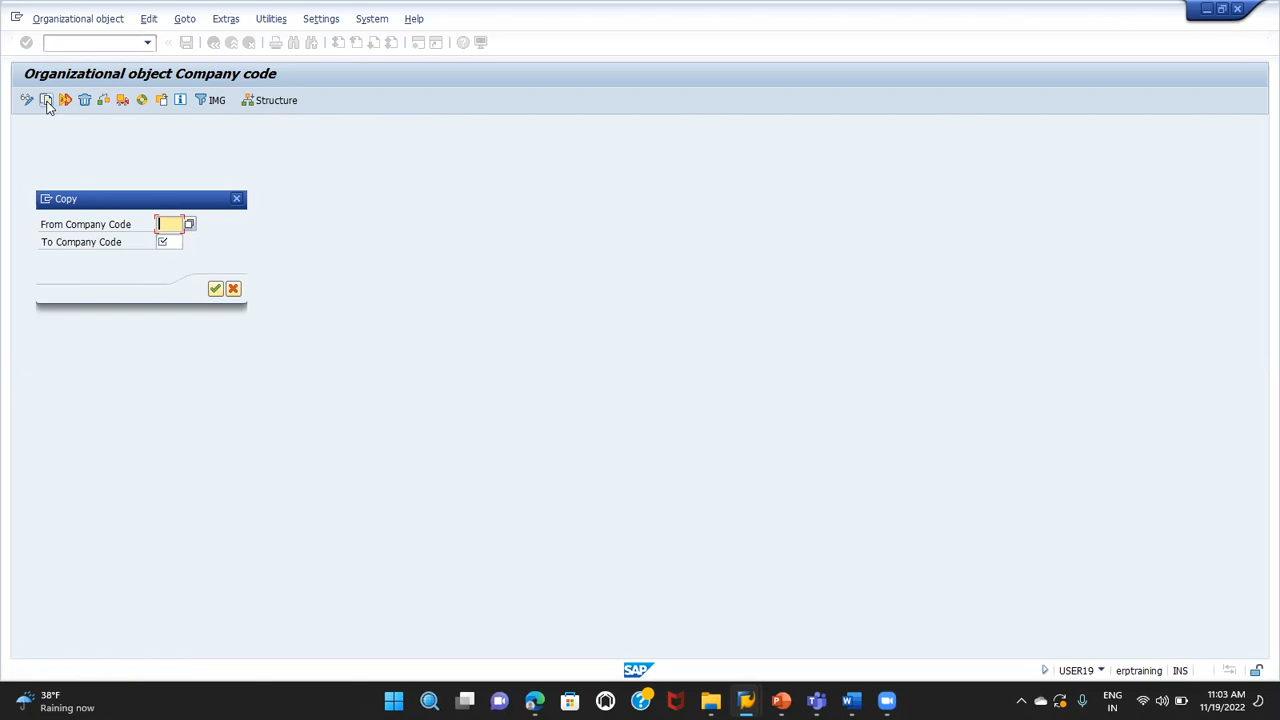 Organizational object Edit Goto Extras Utilities Settings System Help
Organizational object Company code
IMG Structure
Copy
From Company Code
To Company Code
SAP
USER19 erptraining INS
38°F
Raining now
ENG
IN
11:03 AM
11/19/2022